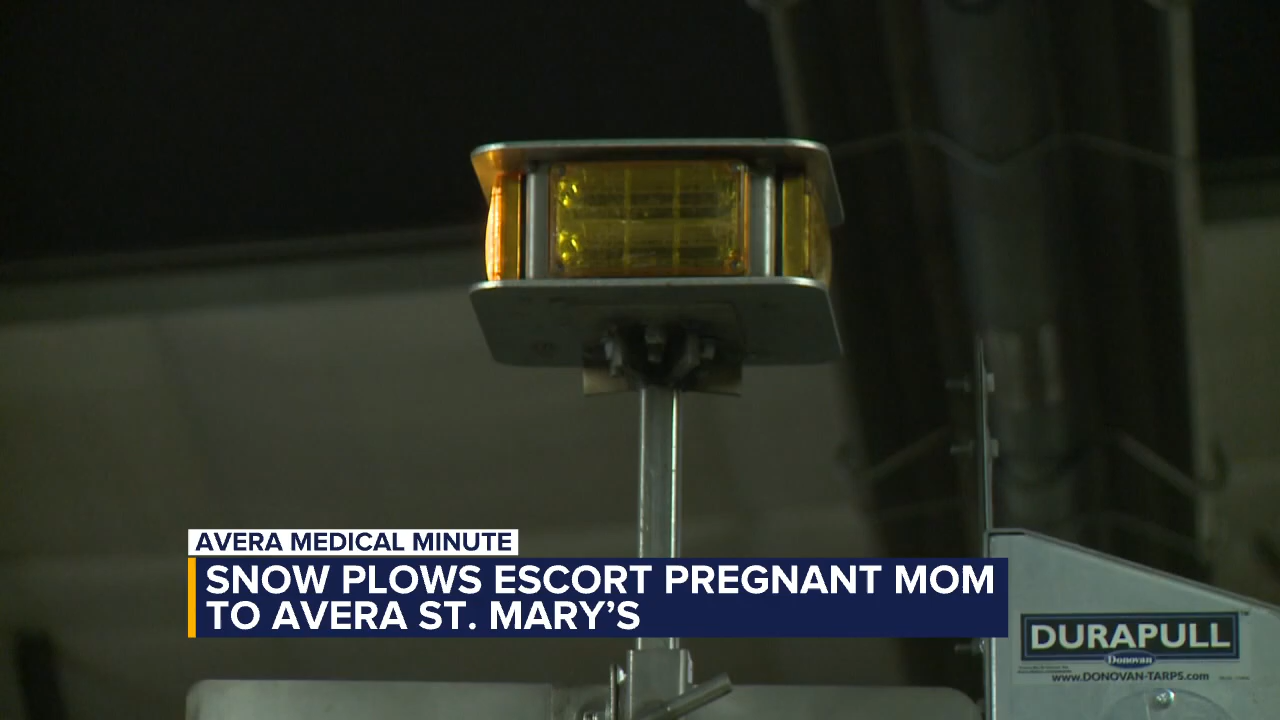 AVERA MEDICAL MINUTE
SNOW PLOWS ESCORT PREGNANT MOM
TO AVERA ST. MARY'S
DURAPULL
Donovan
www.DONOVAN-TARPS.com